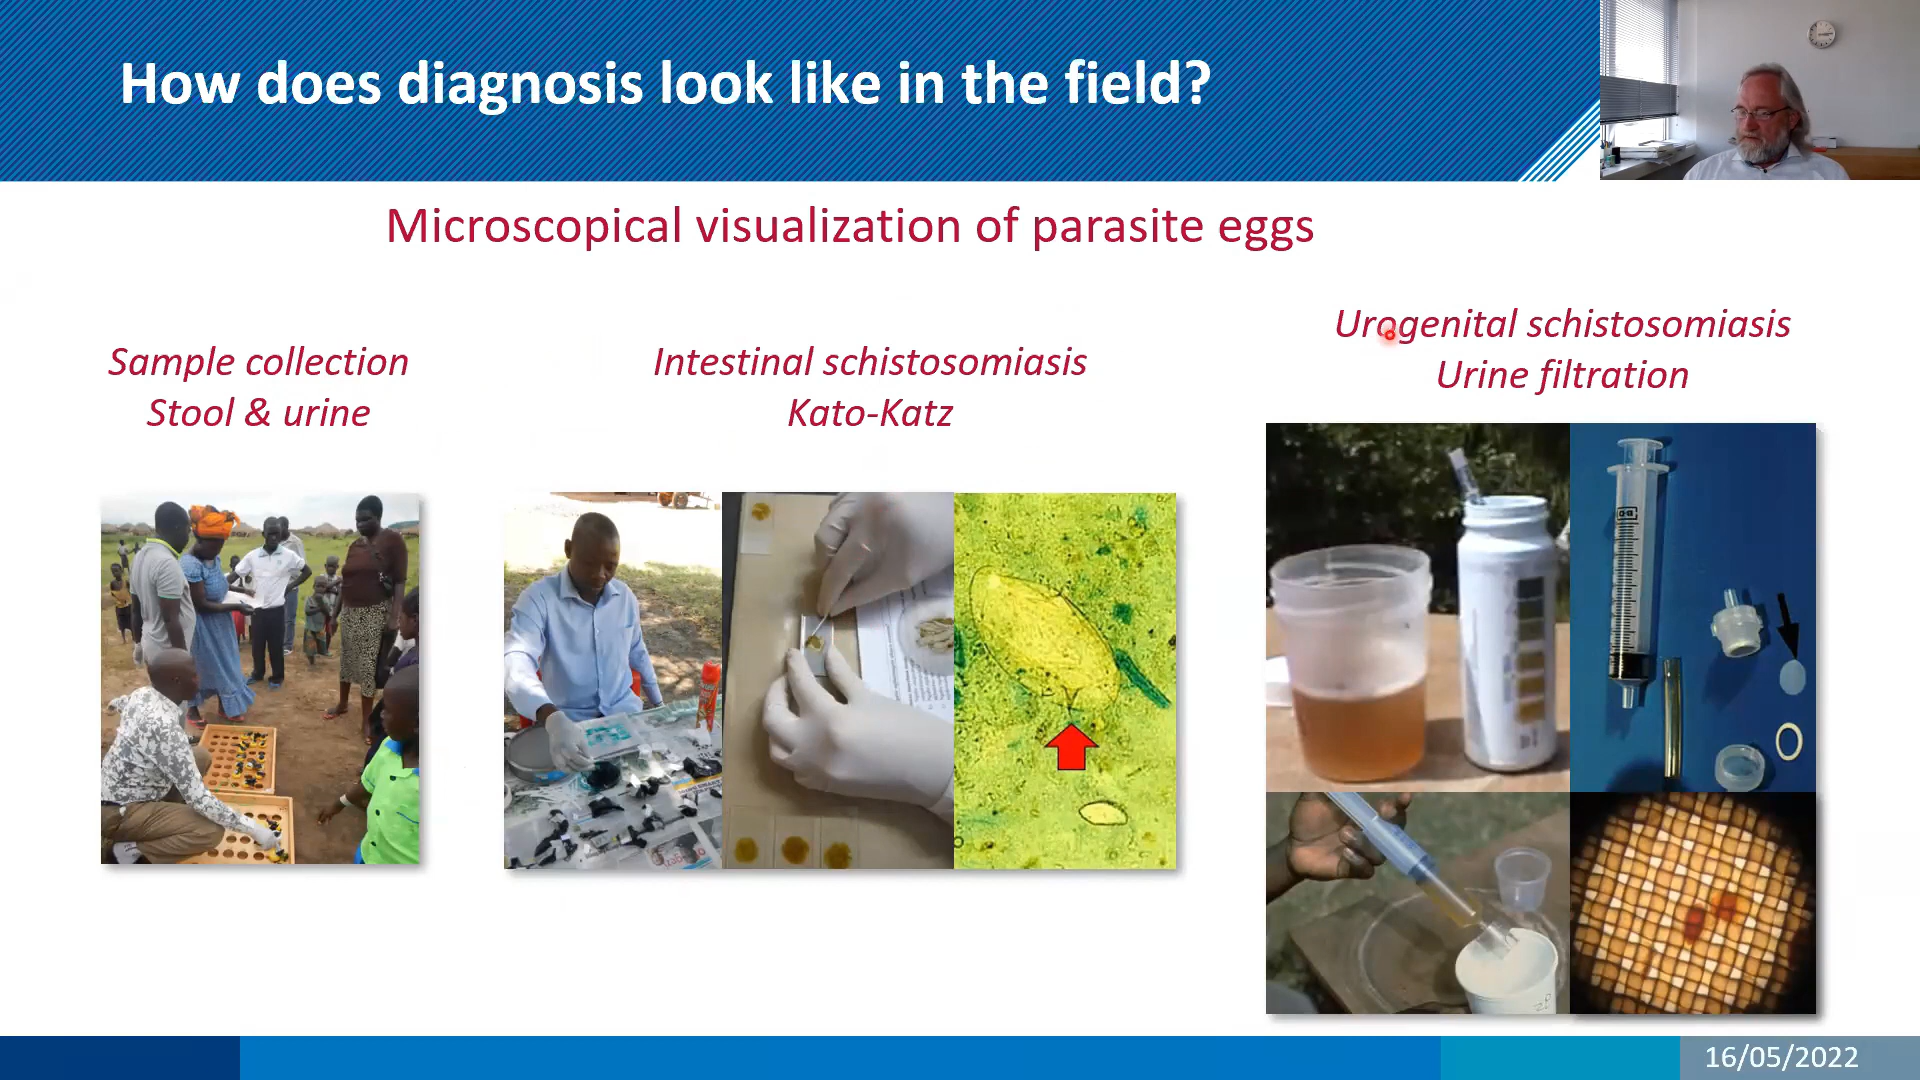 How does diagnosis look like in the field?
Microscopical visualization of parasite eggs
Sample collection
Stool & urine
Intestinal schistosomiasis
Kato-Katz
Urogenital schistosomiasis
Urine filtration
16/05/2022